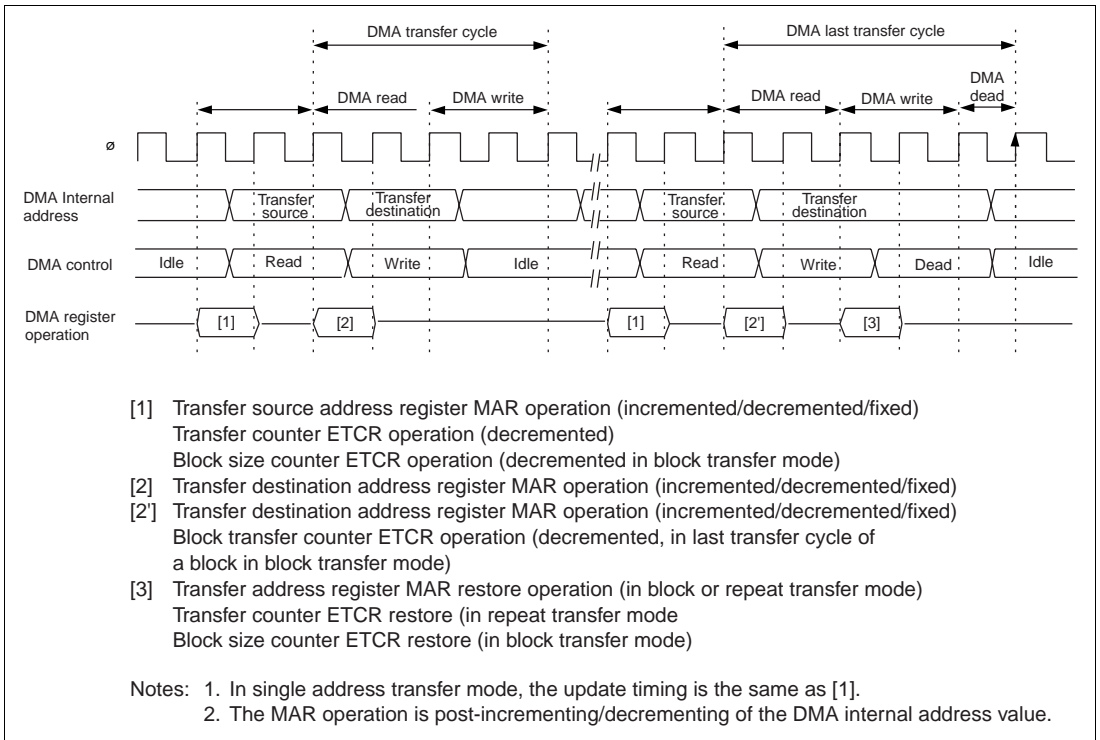 DMA transfer cycle DMA last transfer cycle
DMA read DMA write DMA read DMA write DMA dead
ø
DMA Internal address Transfer source Transfer destination Transfer source Transfer destination
DMA control Idle Read Write Idle Read Write Dead Idle
DMA register operation [1] [2] [1] [2'] [3]
[1] Transfer source address register MAR operation (incremented/decremented/fixed)
Transfer counter ETCR operation (decremented)
Block size counter ETCR operation (decremented in block transfer mode)
[2] Transfer destination address register MAR operation (incremented/decremented/fixed)
[2'] Transfer destination address register MAR operation (incremented/decremented/fixed)
Block transfer counter ETCR operation (decremented, in last transfer cycle of
a block in block transfer mode)
[3] Transfer address register MAR restore operation (in block or repeat transfer mode)
Transfer counter ETCR restore (in repeat transfer mode
Block size counter ETCR restore (in block transfer mode)
Notes: 1. In single address transfer mode, the update timing is the same as [1].
2. The MAR operation is post-incrementing/decrementing of the DMA internal address value.